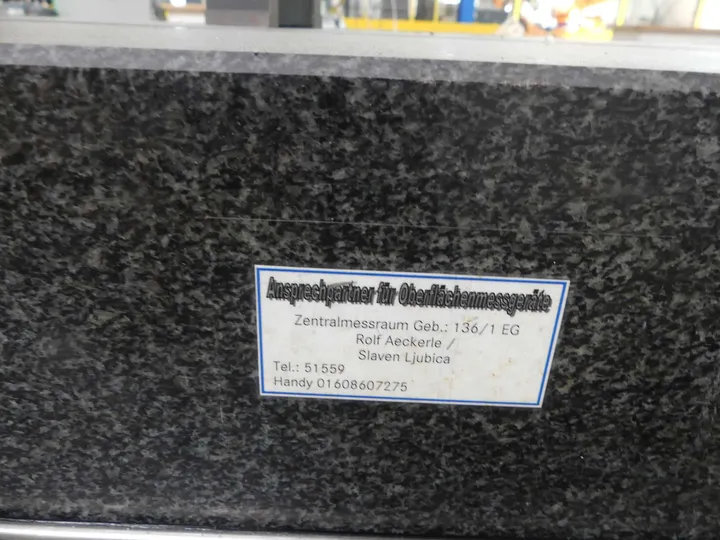 Ansprechpartner für Oberflächenmessgeräte
Zentralmessraum Geb.: 136/1 EG
Rolf Aeckerle /
Slaven Ljubica
Tel.: 51559
Handy 01608607275